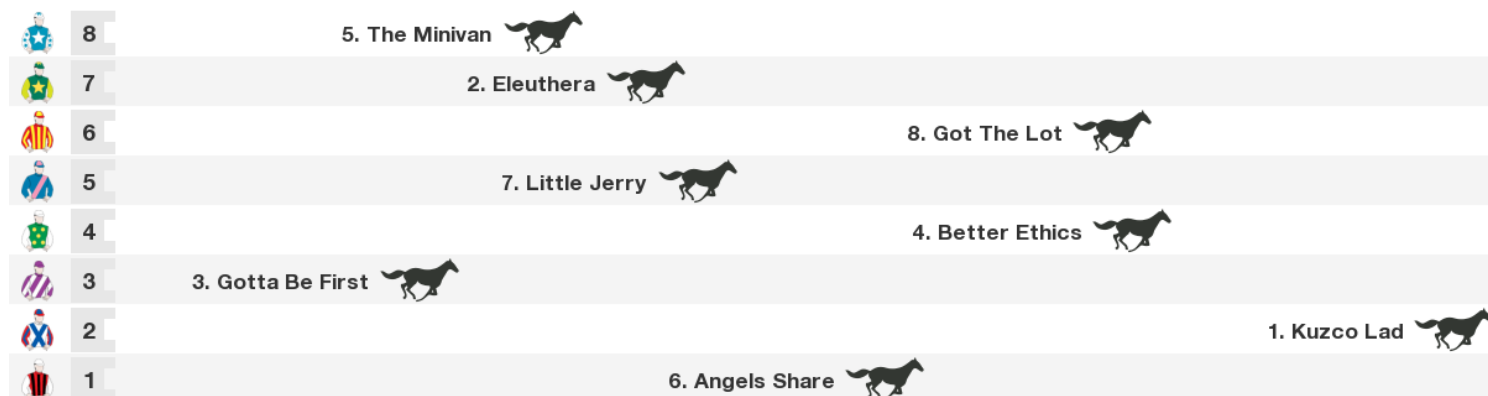 8 5. The Minivan
7 2. Eleuthera
6 8. Got The Lot
5 7. Little Jerry
4 4. Better Ethics
3 3. Gotta Be First
2 1. Kuzco Lad
1 6. Angels Share